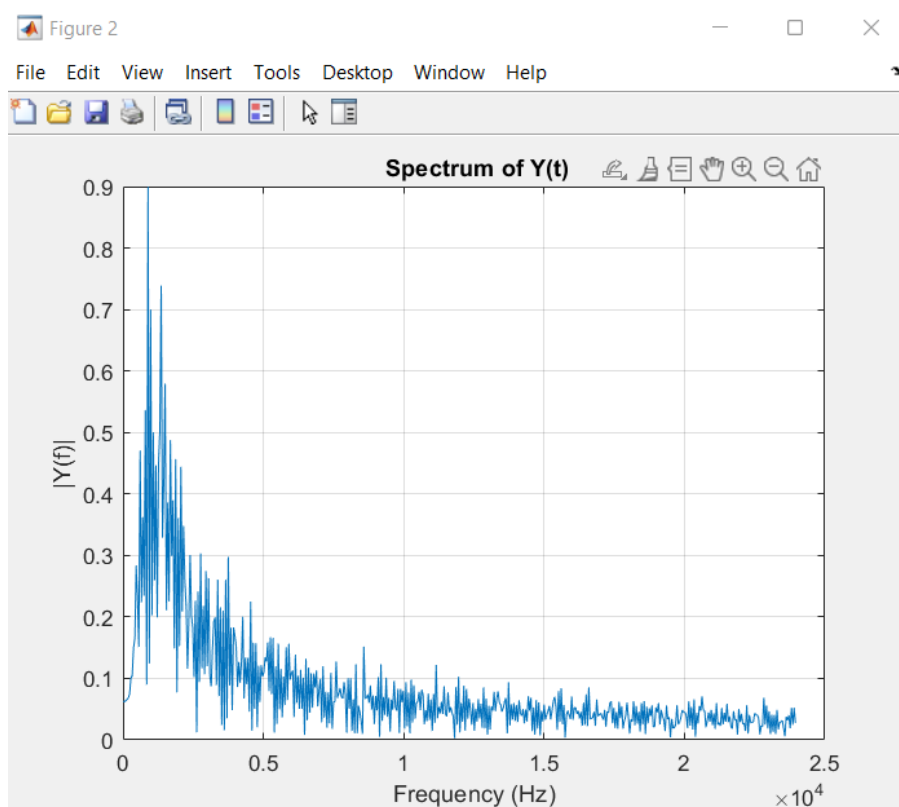 Figure 2
File Edit View Insert Tools Desktop Window Help
Spectrum of Y(t)
0.9
0.8
0.7
0.6
0.5
0.4
0.3
0.2
0.1
0
|Y(f)|
0 0.5 1 1.5 2 2.5
Frequency (Hz)
×10^4